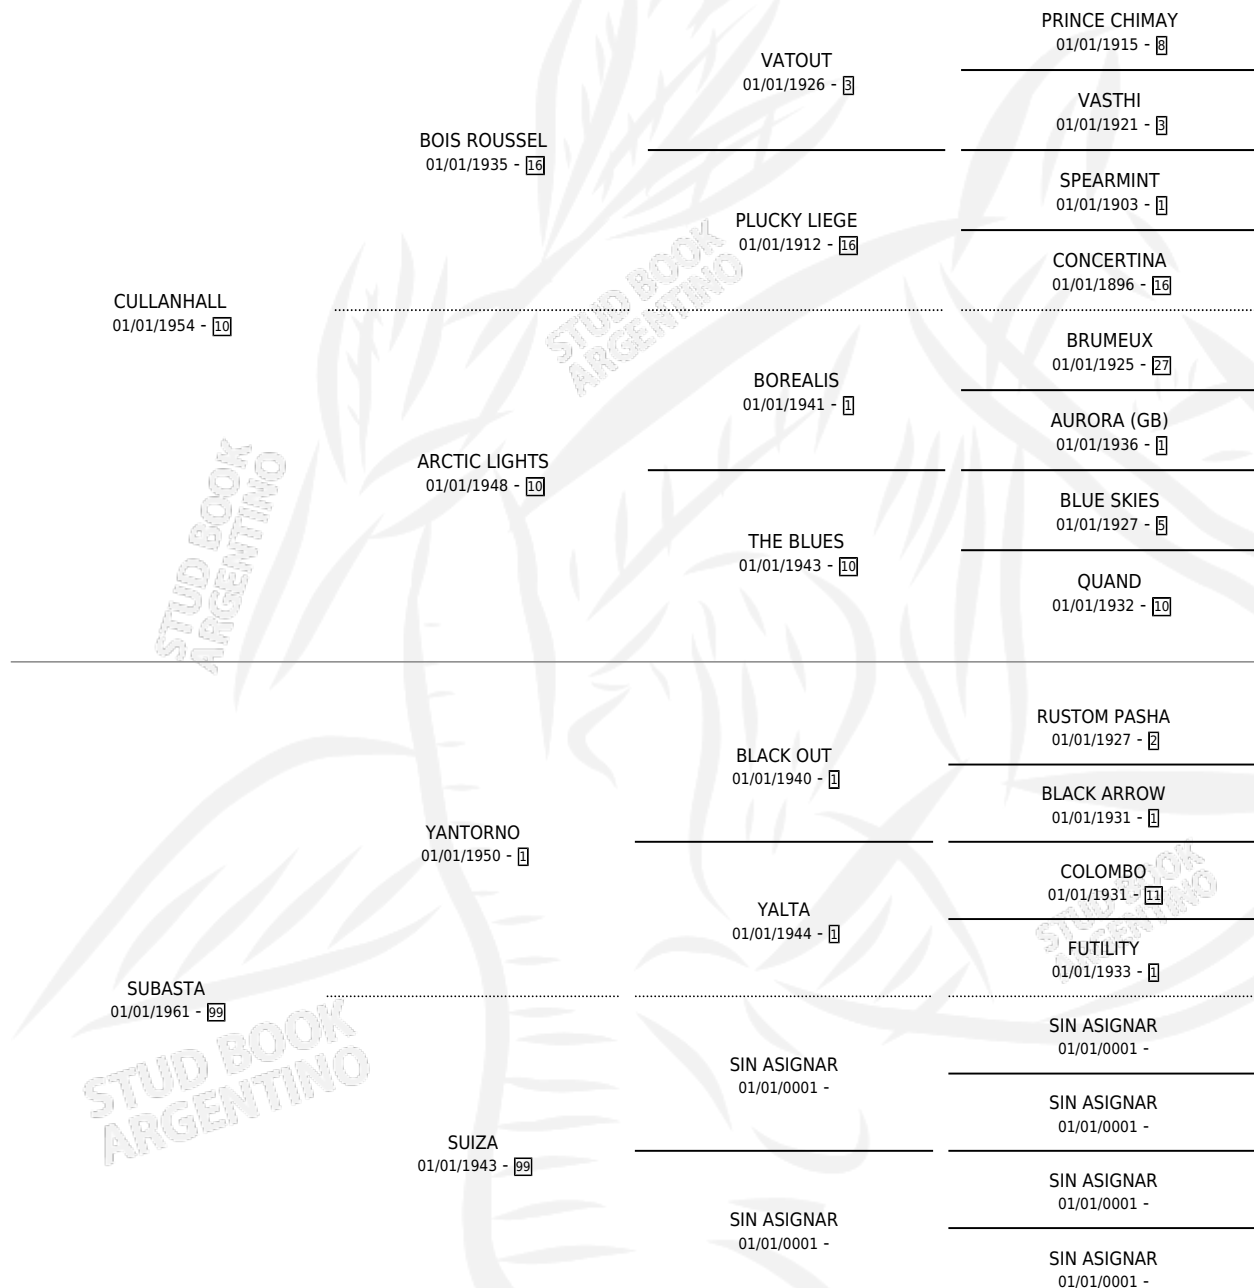 PRINCE CHIMAY
01/01/1915 - 8
VATOUT
01/01/1926 - 3
VASTHI
01/01/1921 - 3
BOIS ROUSSEL
01/01/1935 - 16
SPEARMINT
01/01/1903 - 1
PLUCKY LIEGE
01/01/1912 - 16
CONCERTINA
01/01/1896 - 16
CULLANHALL
01/01/1954 - 10
STUD BOOK
ARGENTINO
BRUMEUX
01/01/1925 - 27
BOREALIS
01/01/1941 - 1
AURORA (GB)
01/01/1936 - 1
ARCTIC LIGHTS
01/01/1948 - 10
BLUE SKIES
01/01/1927 - 5
THE BLUES
01/01/1943 - 10
QUAND
01/01/1932 - 10
STUD BOOK
ARGENTINO
RUSTOM PASHA
01/01/1927 - 2
BLACK OUT
01/01/1940 - 1
BLACK ARROW
01/01/1931 - 1
YANTORNO
01/01/1950 - 1
COLOMBO
01/01/1931 - 11
YALTA
01/01/1944 - 1
STUD BOOK
ARGENTINO
FUTILITY
01/01/1933 - 1
SUBASTA
01/01/1961 - 99
STUD BOOK
ARGENTINO
SIN ASIGNAR
01/01/0001 -
SIN ASIGNAR
01/01/0001 -
SIN ASIGNAR
01/01/0001 -
SUIZA
01/01/1943 - 99
SIN ASIGNAR
01/01/0001 -
SIN ASIGNAR
01/01/0001 -
SIN ASIGNAR
01/01/0001 -